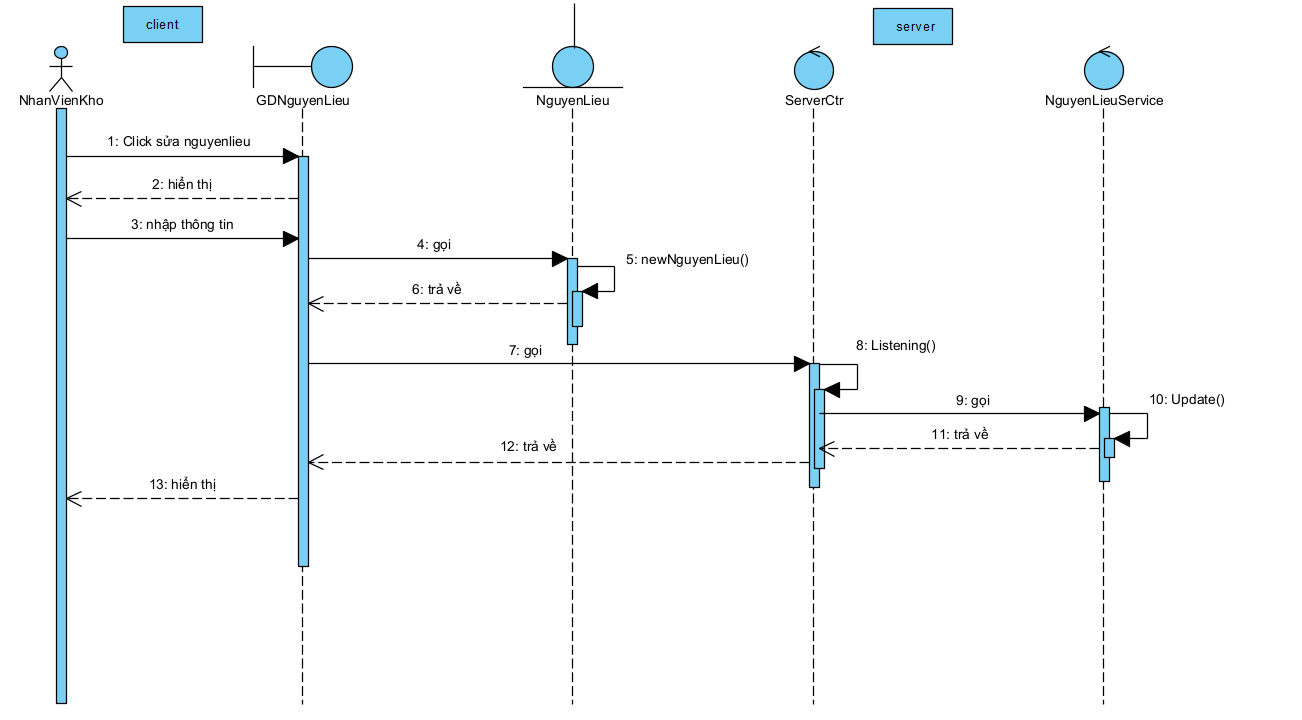 client
server
NhanVienKho
GDNguyenLieu
NguyenLieu
ServerCtr
NguyenLieuService
1: Click sửa nguyenlieu
2: hiển thị
3: nhập thông tin
4: gọi
5: newNguyenLieu()
6: trả về
7: gọi
8: Listening()
9: gọi
10: Update()
11: trả về
12: trả về
13: hiển thị